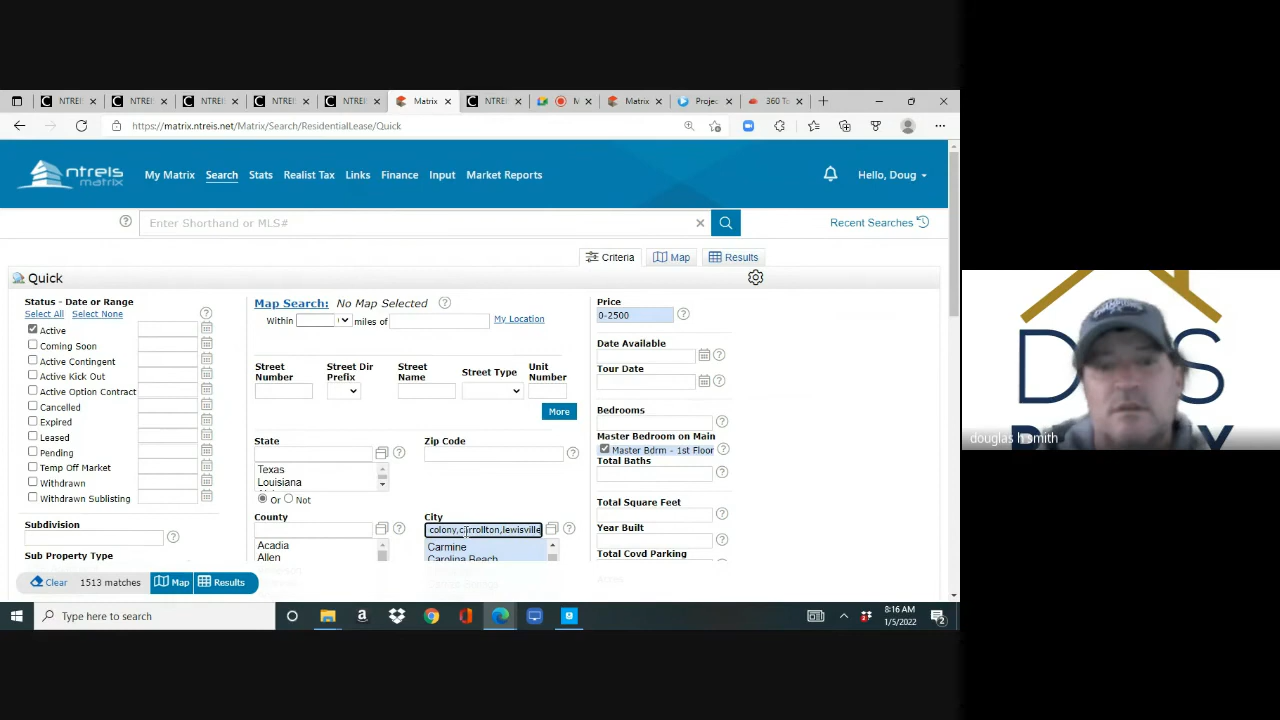 NTREI
NTREI
NTREI
NTREI
NTREI
Matrix
NTREI
M
Matrix
Projec
360 To
https://matrix.ntreis.net/Matrix/Search/ResidentialLease/Quick
ntreis
matrix
My Matrix
Search
Stats
Realist Tax
Links
Finance
Input
Market Reports
Hello, Doug
Enter Shorthand or MLS#
Recent Searches
Criteria
Map
Results
Quick
Status - Date or Range
Select All
Select None
Active
Coming Soon
Active Contingent
Active Kick Out
Active Option Contract
Cancelled
Expired
Leased
Pending
Temp Off Market
Withdrawn
Withdrawn Sublisting
Subdivision
Sub Property Type
Map Search:
No Map Selected
Within
miles of
My Location
Street
Number
Street Dir
Prefix
Street
Name
Street Type
Unit
Number
More
State
Texas
Louisiana
Or
Not
Zip Code
County
Acadia
Allen
City
colony,carrollton,lewisville
Carmine
Carolina Beach
Price
0-2500
Date Available
Tour Date
Bedrooms
Master Bedroom on Main
Master Bdrm - 1st Floor
Total Baths
Total Square Feet
Year Built
Total Covd Parking
Clear
1513 matches
Map
Results
Type here to search
8:16 AM
1/5/2022
2
douglas h smith